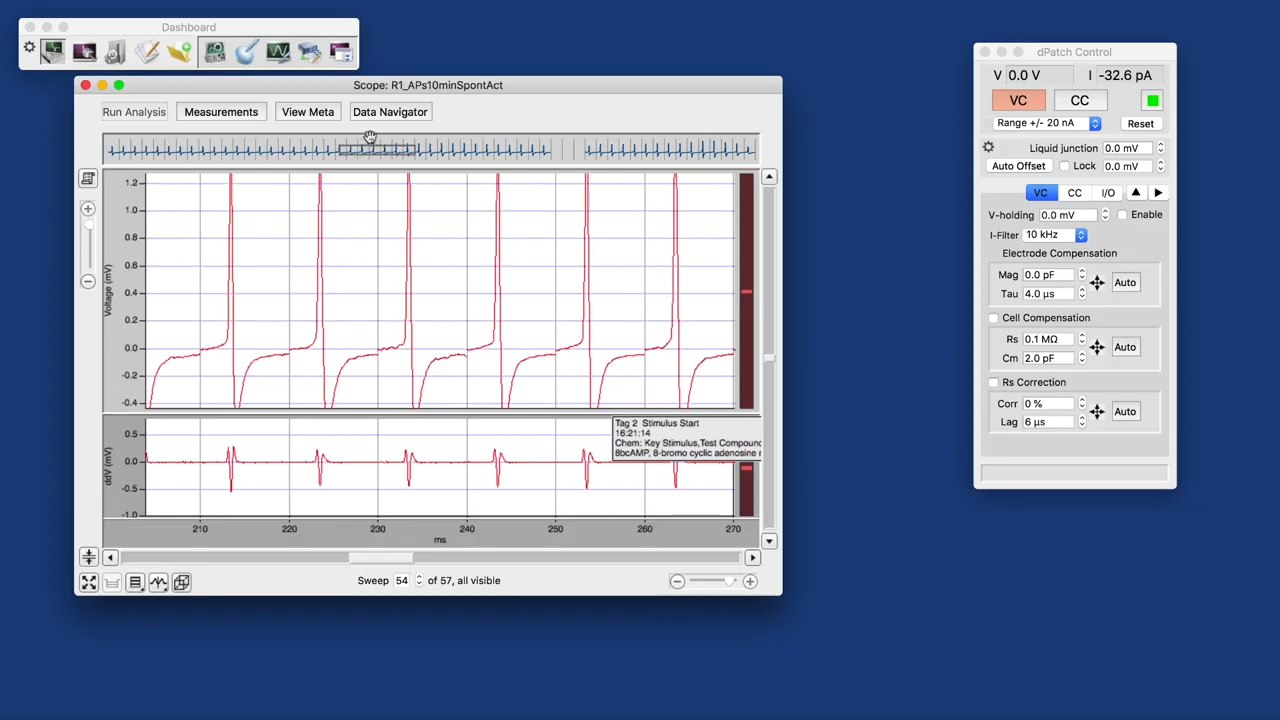 Dashboard
Scope: R1_APs10minSpontAct
Run Analysis
Measurements
View Meta
Data Navigator
1.2
1.0
0.8
0.6
0.4
0.2
0.0
-0.2
-0.4
Voltage (mV)
Tag 2 Stimulus Start
16:21:14
Chem: Key Stimulus,Test Compound
8bcAMP, 8-bromo cyclic adenosine
0.5
0.0
-0.5
-1.0
ddV (mV)
210
220
230
240
250
260
270
ms
Sweep 54 of 57, all visible
dPatch Control
V 0.0 V
I -32.6 pA
VC
CC
Range +/- 20 nA
Reset
Liquid junction 0.0 mV
Auto Offset
Lock 0.0 mV
VC
CC
I/O
V-holding 0.0 mV
Enable
I-Filter 10 kHz
Electrode Compensation
Mag 0.0 pF
Auto
Tau 4.0 µs
Cell Compensation
Rs 0.1 MΩ
Auto
Cm 2.0 pF
Rs Correction
Corr 0 %
Auto
Lag 6 µs